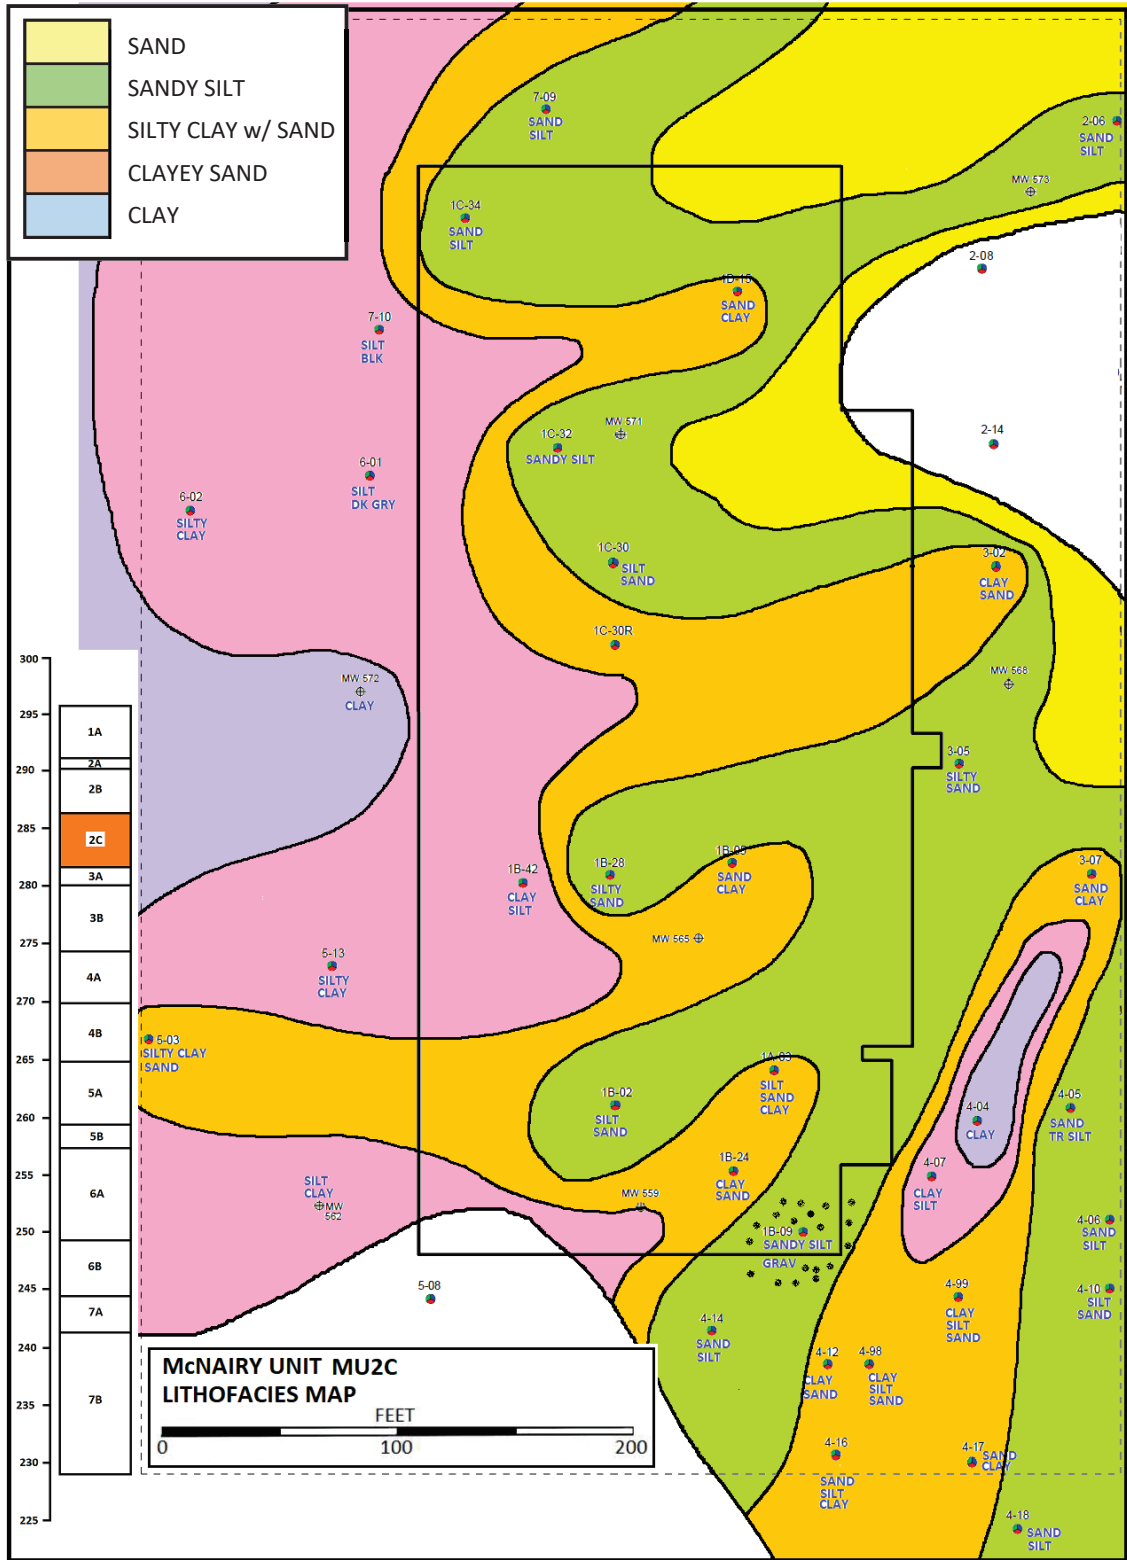 SAND
SANDY SILT
SILTY CLAY w/ SAND
CLAYEY SAND
CLAY
7-09
SAND
SILT
2-06
SAND
SILT
MW 573
1C-34
SAND
SILT
2-08
1D-15
SAND
CLAY
7-10
SILT
BLK
MW 571
1C-32
SANDY SILT
2-14
6-01
SILT
DK GRY
6-02
SILTY
CLAY
1C-30
SILT
SAND
3-02
CLAY
SAND
1C-30R
MW 572
CLAY
MW 568
3-05
SILTY
SAND
1B-42
CLAY
SILT
1B-28
SILTY
SAND
1B-05
SAND
CLAY
3-07
SAND
CLAY
MW 565
5-13
SILTY
CLAY
5-03
SILTY CLAY
SAND
1A-03
SILT
SAND
CLAY
1B-02
SILT
SAND
4-04
CLAY
4-05
SAND
TR SILT
1B-24
CLAY
SAND
4-07
CLAY
SILT
SILT
CLAY
MW
562
MW 559
1B-09
SANDY SILT
GRAV
4-06
SAND
SILT
5-08
4-99
CLAY
SILT
SAND
4-10
SILT
SAND
4-14
SAND
SILT
4-12
CLAY
SAND
4-98
CLAY
SILT
SAND
4-16
SAND
SILT
CLAY
4-17
SAND
CLAY
4-18
SAND
SILT
300
295
290
285
280
275
270
265
260
255
250
245
240
235
230
225
1A
2A
2B
2C
3A
3B
4A
4B
5A
5B
6A
6B
7A
7B
McNAIRY UNIT MU2C
LITHOFACIES MAP
FEET
0 100 200